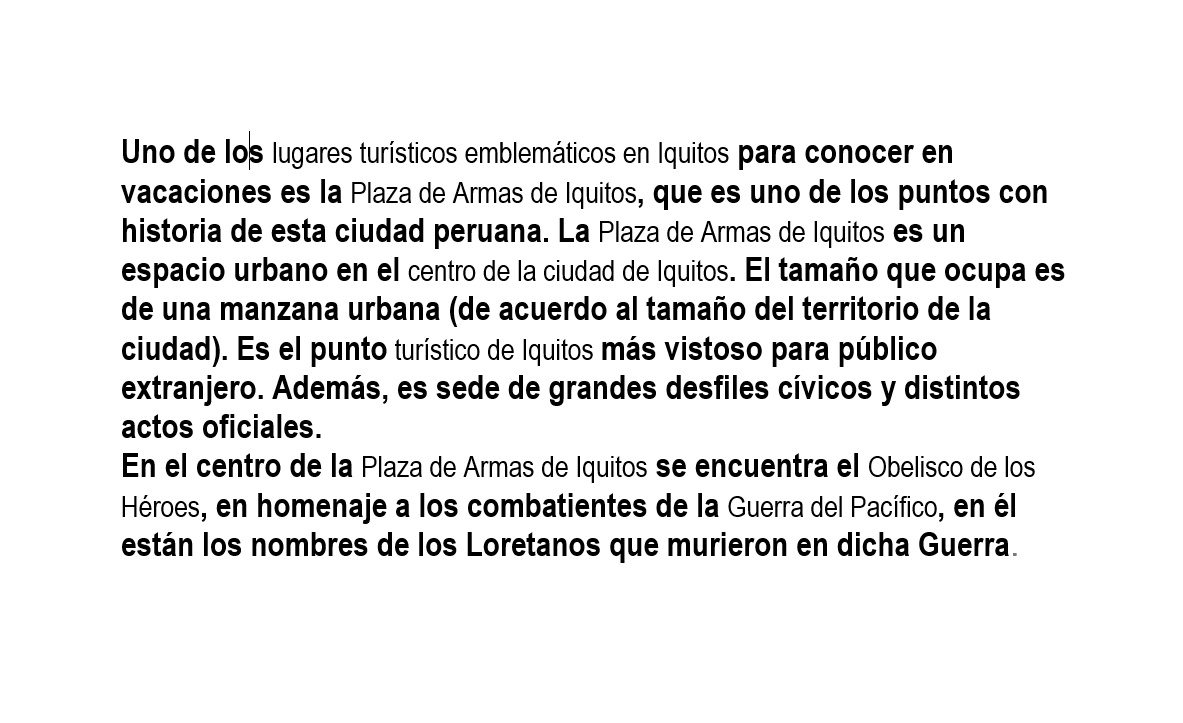 Uno de los lugares turísticos emblemáticos en Iquitos para conocer en
vacaciones es la Plaza de Armas de Iquitos, que es uno de los puntos con
historia de esta ciudad peruana. La Plaza de Armas de Iquitos es un
espacio urbano en el centro de la ciudad de Iquitos. El tamaño que ocupa es
de una manzana urbana (de acuerdo al tamaño del territorio de la
ciudad). Es el punto turístico de Iquitos más vistoso para público
extranjero. Además, es sede de grandes desfiles cívicos y distintos
actos oficiales.
En el centro de la Plaza de Armas de Iquitos se encuentra el Obelisco de los
Héroes, en homenaje a los combatientes de la Guerra del Pacífico, en él
están los nombres de los Loretanos que murieron en dicha Guerra.